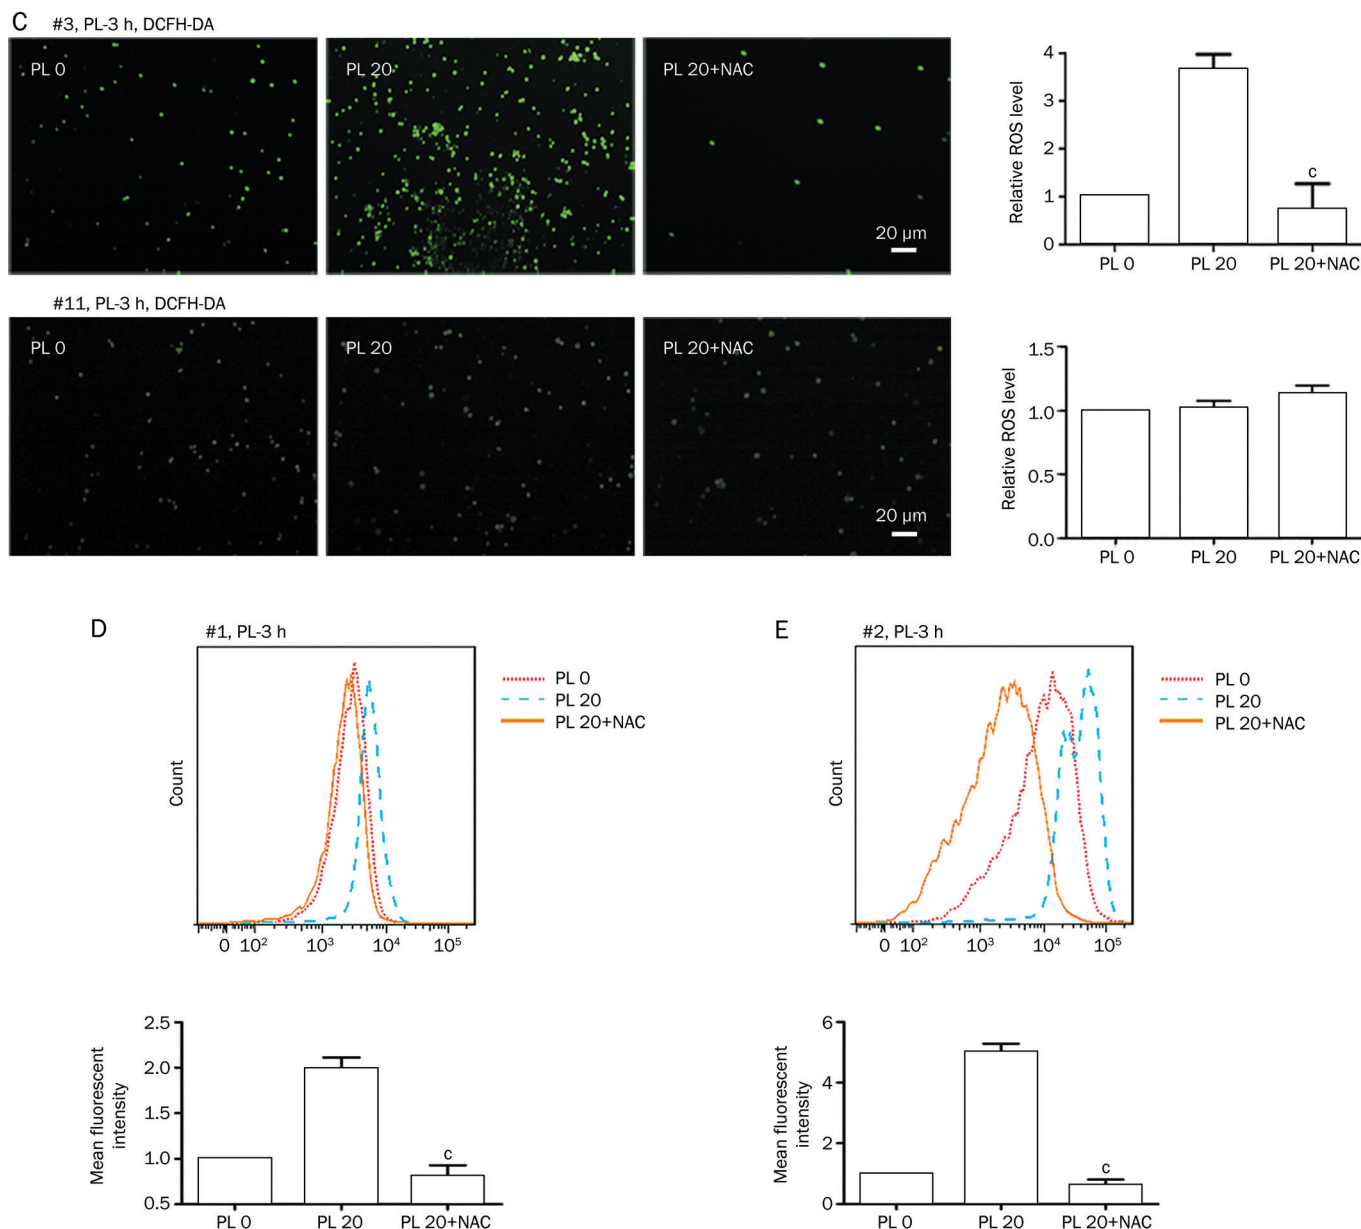 C #3, PL-3 h, DCFH-DA
PL 0
PL 20
PL 20+NAC
20 µm
Relative ROS level
4
3
2
1
0
c
PL 0
PL 20
PL 20+NAC
#11, PL-3 h, DCFH-DA
PL 0
PL 20
PL 20+NAC
20 µm
Relative ROS level
1.5
1.0
0.5
0.0
PL 0
PL 20
PL 20+NAC
D #1, PL-3 h
PL 0
PL 20
PL 20+NAC
Count
0 10² 10³ 10⁴ 10⁵
Mean fluorescent
intensity
2.5
2.0
1.5
1.0
0.5
c
PL 0 PL 20 PL 20+NAC
E #2, PL-3 h
PL 0
PL 20
PL 20+NAC
Count
0 10² 10³ 10⁴ 10⁵
Mean fluorescent
intensity
6
4
2
0
c
PL 0 PL 20 PL 20+NAC